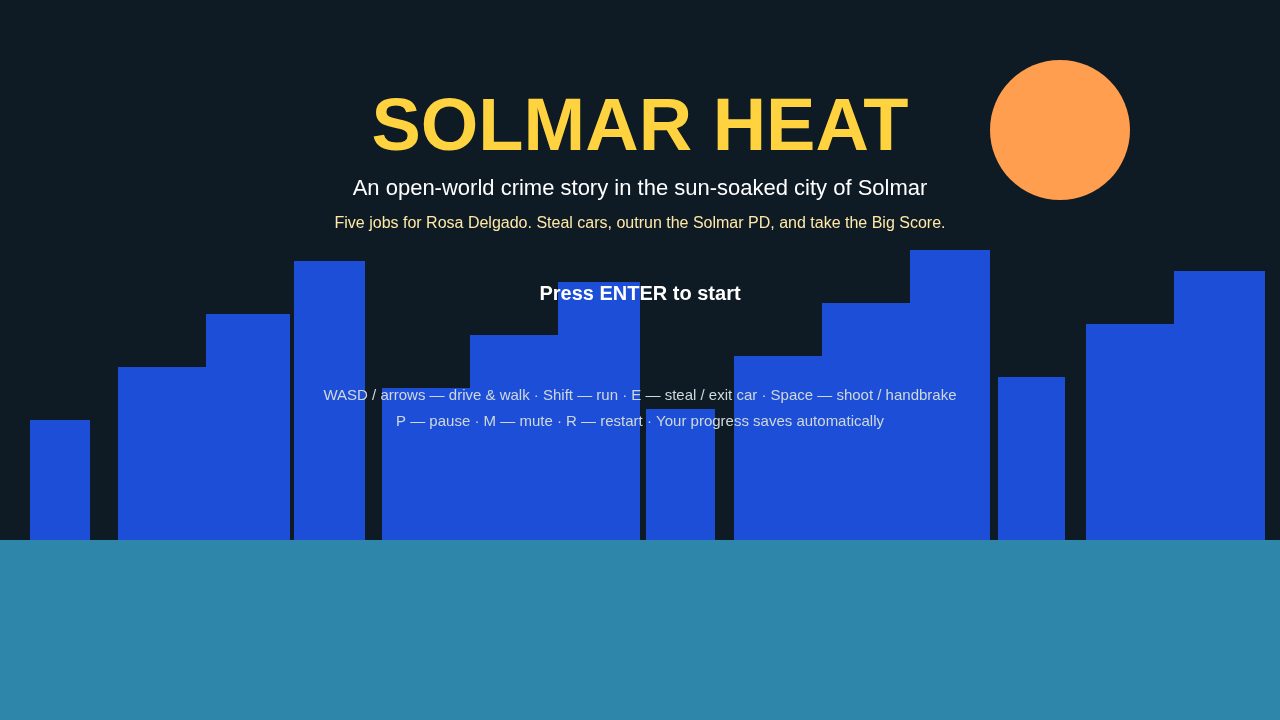 SOLMAR HEAT
An open-world crime story in the sun-soaked city of Solmar
Five jobs for Rosa Delgado. Steal cars, outrun the Solmar PD, and take the Big Score.
Press ENTER to start
WASD / arrows — drive & walk · Shift — run · E — steal / exit car · Space — shoot / handbrake
P — pause · M — mute · R — restart · Your progress saves automatically